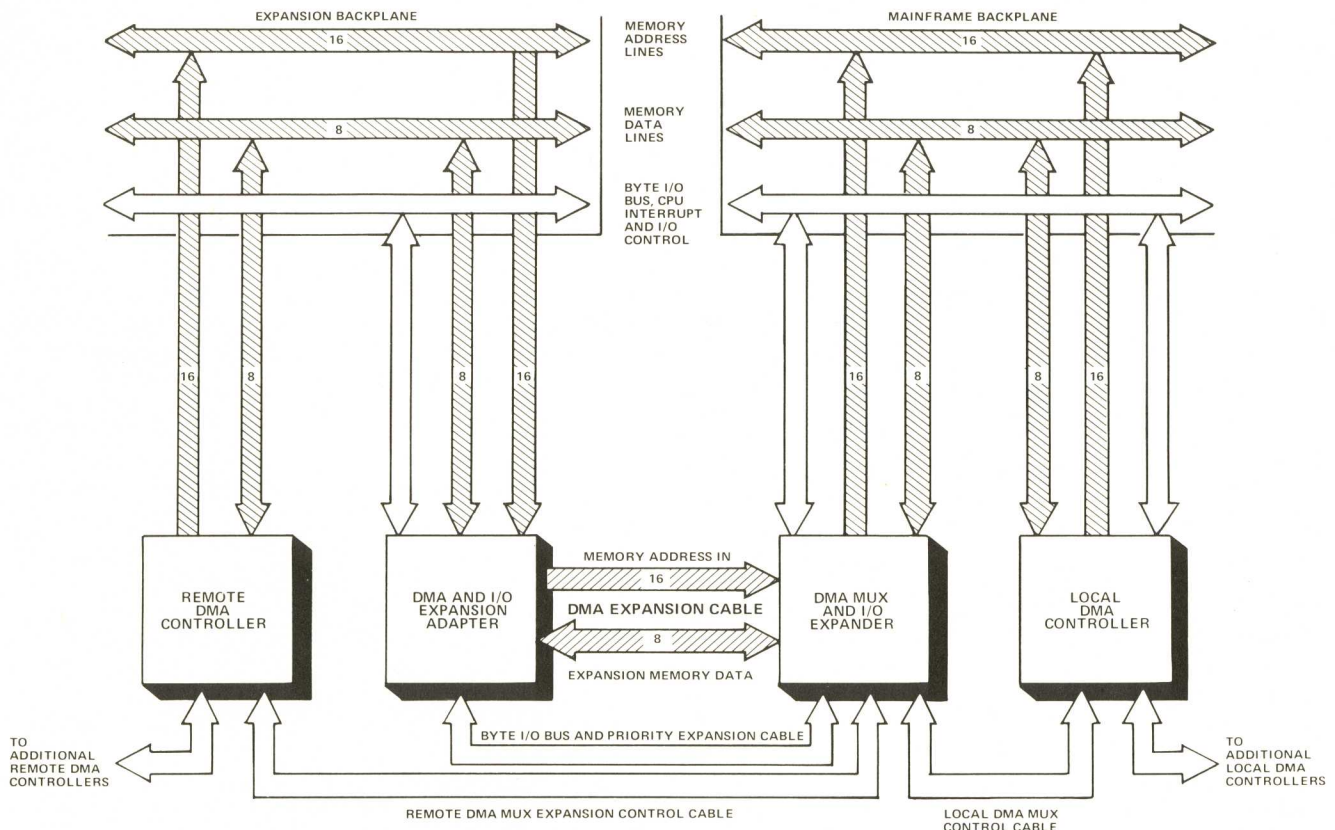 EXPANSION BACKPLANE
MAINFRAME BACKPLANE
16
MEMORY
ADDRESS
LINES
16
8
MEMORY
DATA
LINES
8
BYTE I/O
BUS, CPU
INTERRUPT
AND I/O
CONTROL
16
8
8
16
16
8
8
16
REMOTE
DMA
CONTROLLER
DMA AND I/O
EXPANSION
ADAPTER
MEMORY ADDRESS IN
16
DMA EXPANSION CABLE
8
EXPANSION MEMORY DATA
DMA MUX
AND I/O
EXPANDER
LOCAL
DMA
CONTROLLER
BYTE I/O BUS AND PRIORITY EXPANSION CABLE
TO
ADDITIONAL
REMOTE DMA
CONTROLLERS
TO
ADDITIONAL
LOCAL DMA
CONTROLLERS
REMOTE DMA MUX EXPANSION CONTROL CABLE
LOCAL DMA MUX
CONTROL CABLE